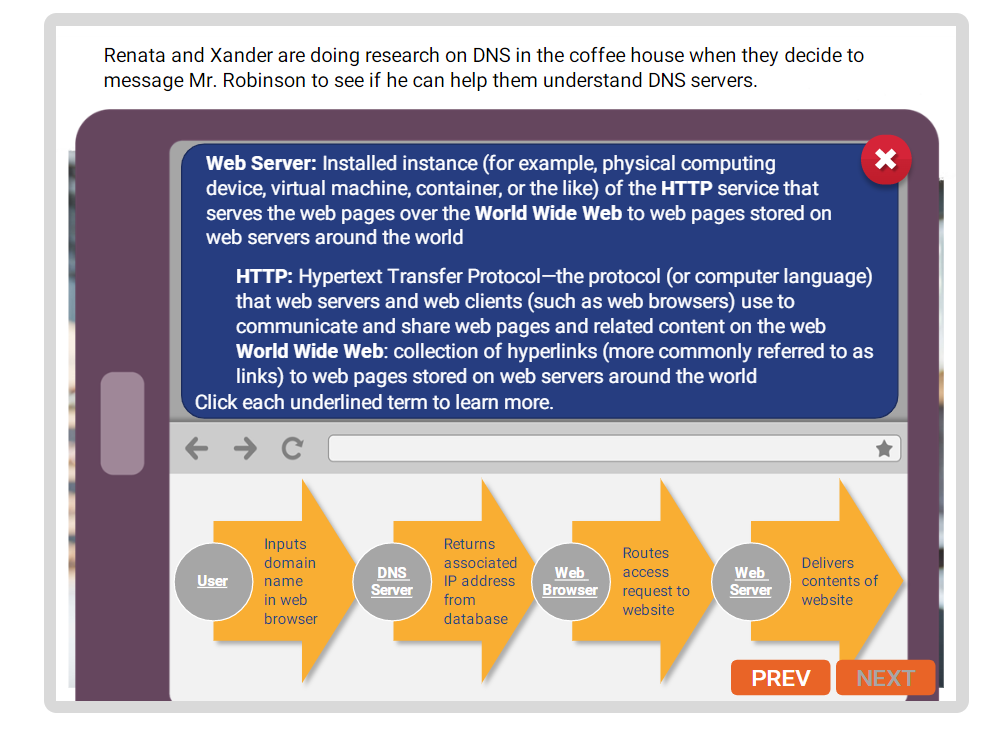 Renata and Xander are doing research on DNS in the coffee house when they decide to
message Mr. Robinson to see if he can help them understand DNS servers.
Web Server: Installed instance (for example, physical computing
device, virtual machine, container, or the like) of the HTTP service that
serves the web pages over the World Wide Web to web pages stored on
web servers around the world
HTTP: Hypertext Transfer Protocol—the protocol (or computer language)
that web servers and web clients (such as web browsers) use to
communicate and share web pages and related content on the web
World Wide Web: collection of hyperlinks (more commonly referred to as
links) to web pages stored on web servers around the world
Click each underlined term to learn more.
User
Inputs
domain
name
in web
browser
DNS
Server
Returns
associated
IP address
from
database
Web
Browser
Routes
access
request to
website
Web
Server
Delivers
contents of
website
PREV
NEXT